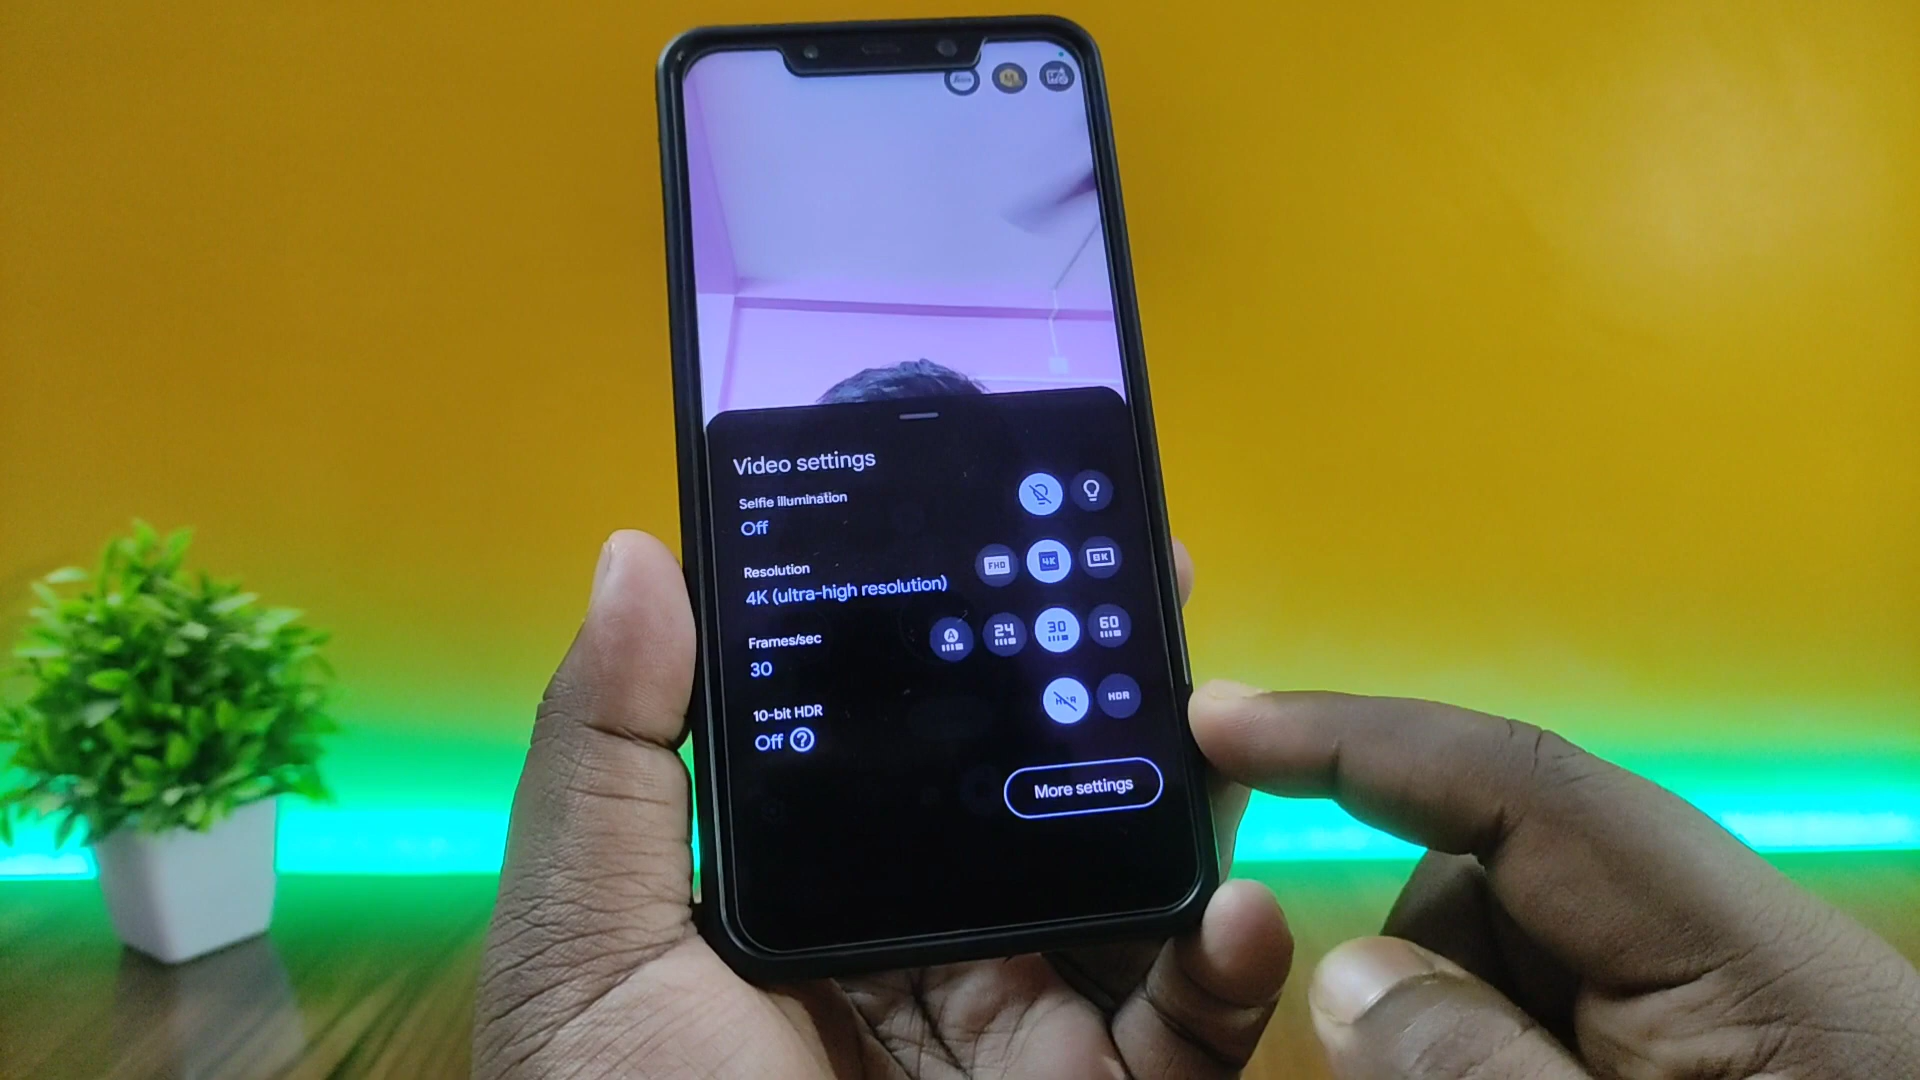 Video settings
Selfie illumination
Off
Resolution
4K (ultra-high resolution)
FHD
4K
8K
Frames/sec
30
A
24
30
60
10-bit HDR
Off ?
HDR
HDR
More settings